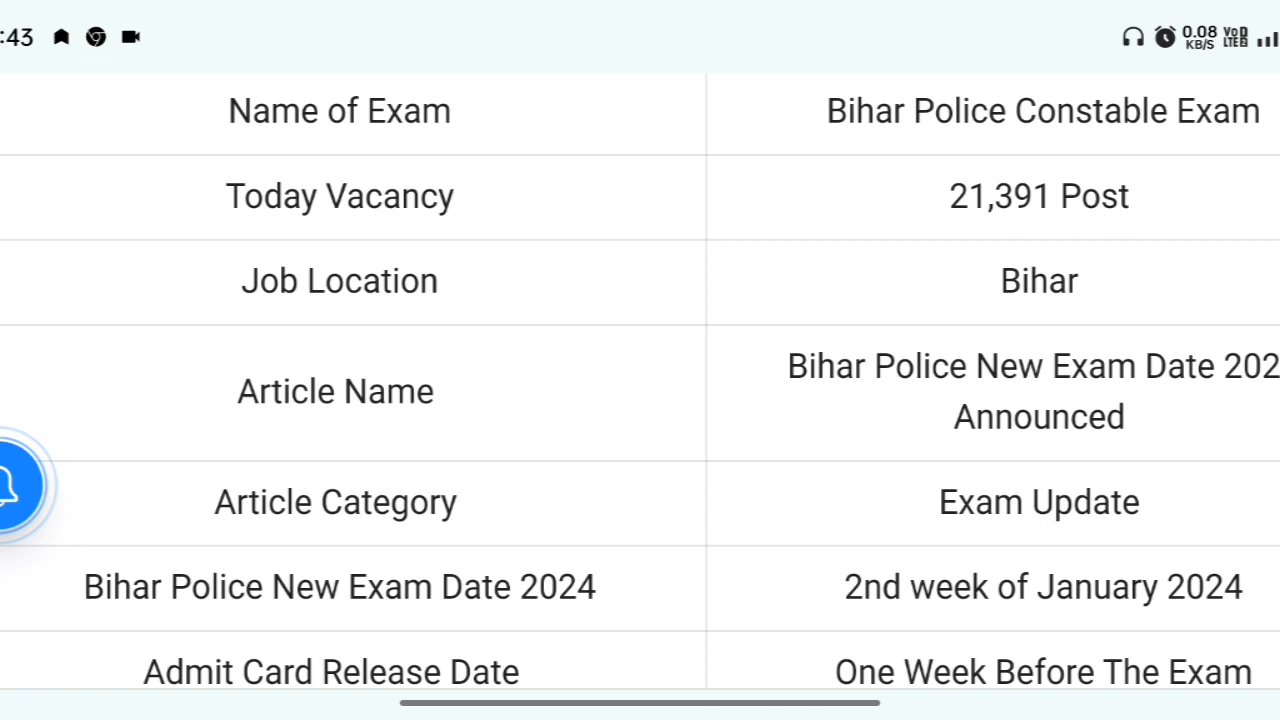 :43 0.08 KB/S VoD LTE2
Name of Exam Bihar Police Constable Exam
Today Vacancy 21,391 Post
Job Location Bihar
Article Name Bihar Police New Exam Date 202
Announced
Article Category Exam Update
Bihar Police New Exam Date 2024 2nd week of January 2024
Admit Card Release Date One Week Before The Exam